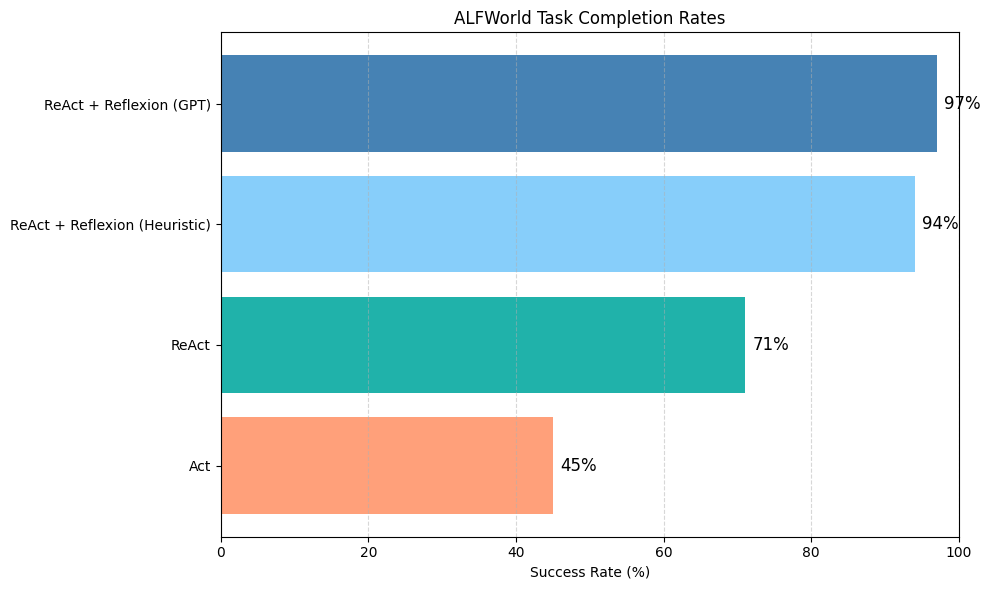 ALFWorld Task Completion Rates
ReAct + Reflexion (GPT)
97%
ReAct + Reflexion (Heuristic)
94%
ReAct
71%
Act
45%
0 20 40 60 80 100
Success Rate (%)